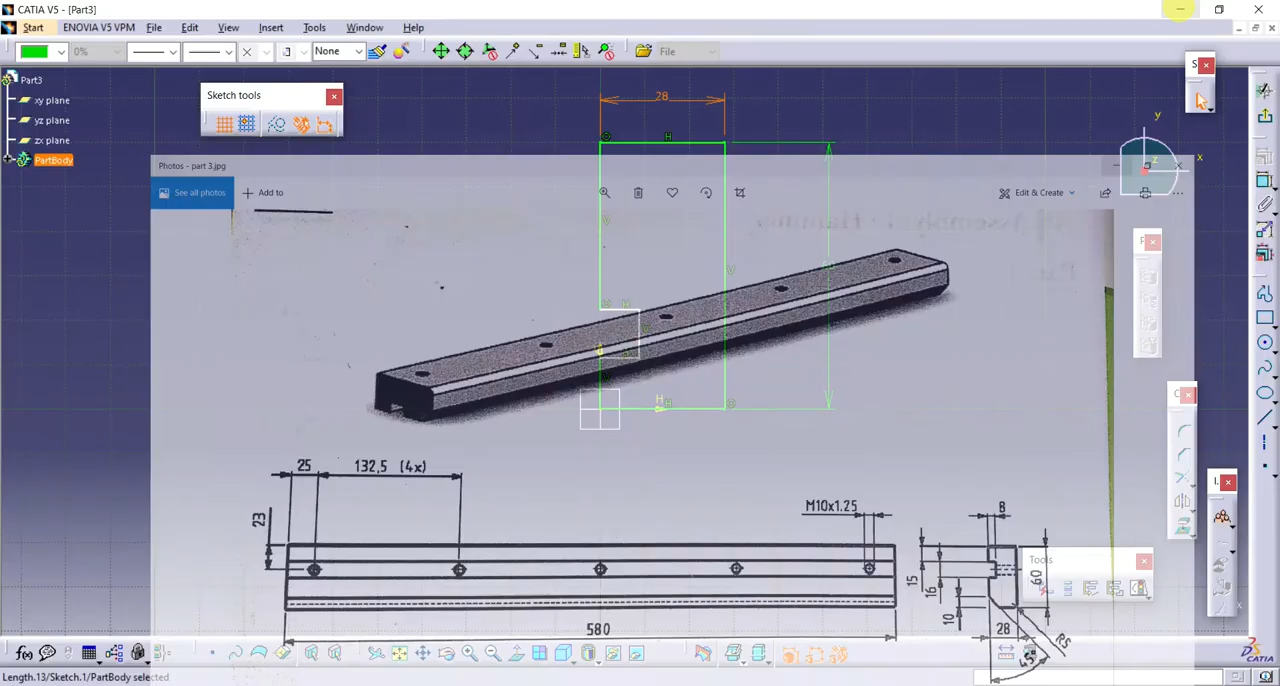 CATIA V5 - [Part3]
Start ENOVIA V5 VPM File Edit View Insert Tools Window Help
0% None File
Part3
xy plane
yz plane
zx plane
PartBody
Sketch tools
28
H
V
V
H
H
V
H
H
y
x
z
S
P
C
I.
Photos - part 3.jpg
See all photos Add to Edit & Create
Assembly : Hammer
25 132,5 (4x)
23
M10x1.25
580
8
15
16
10
60
28
R5
45°
Tools
f(x)
CATIA
Length.13/Sketch.1/PartBody selected